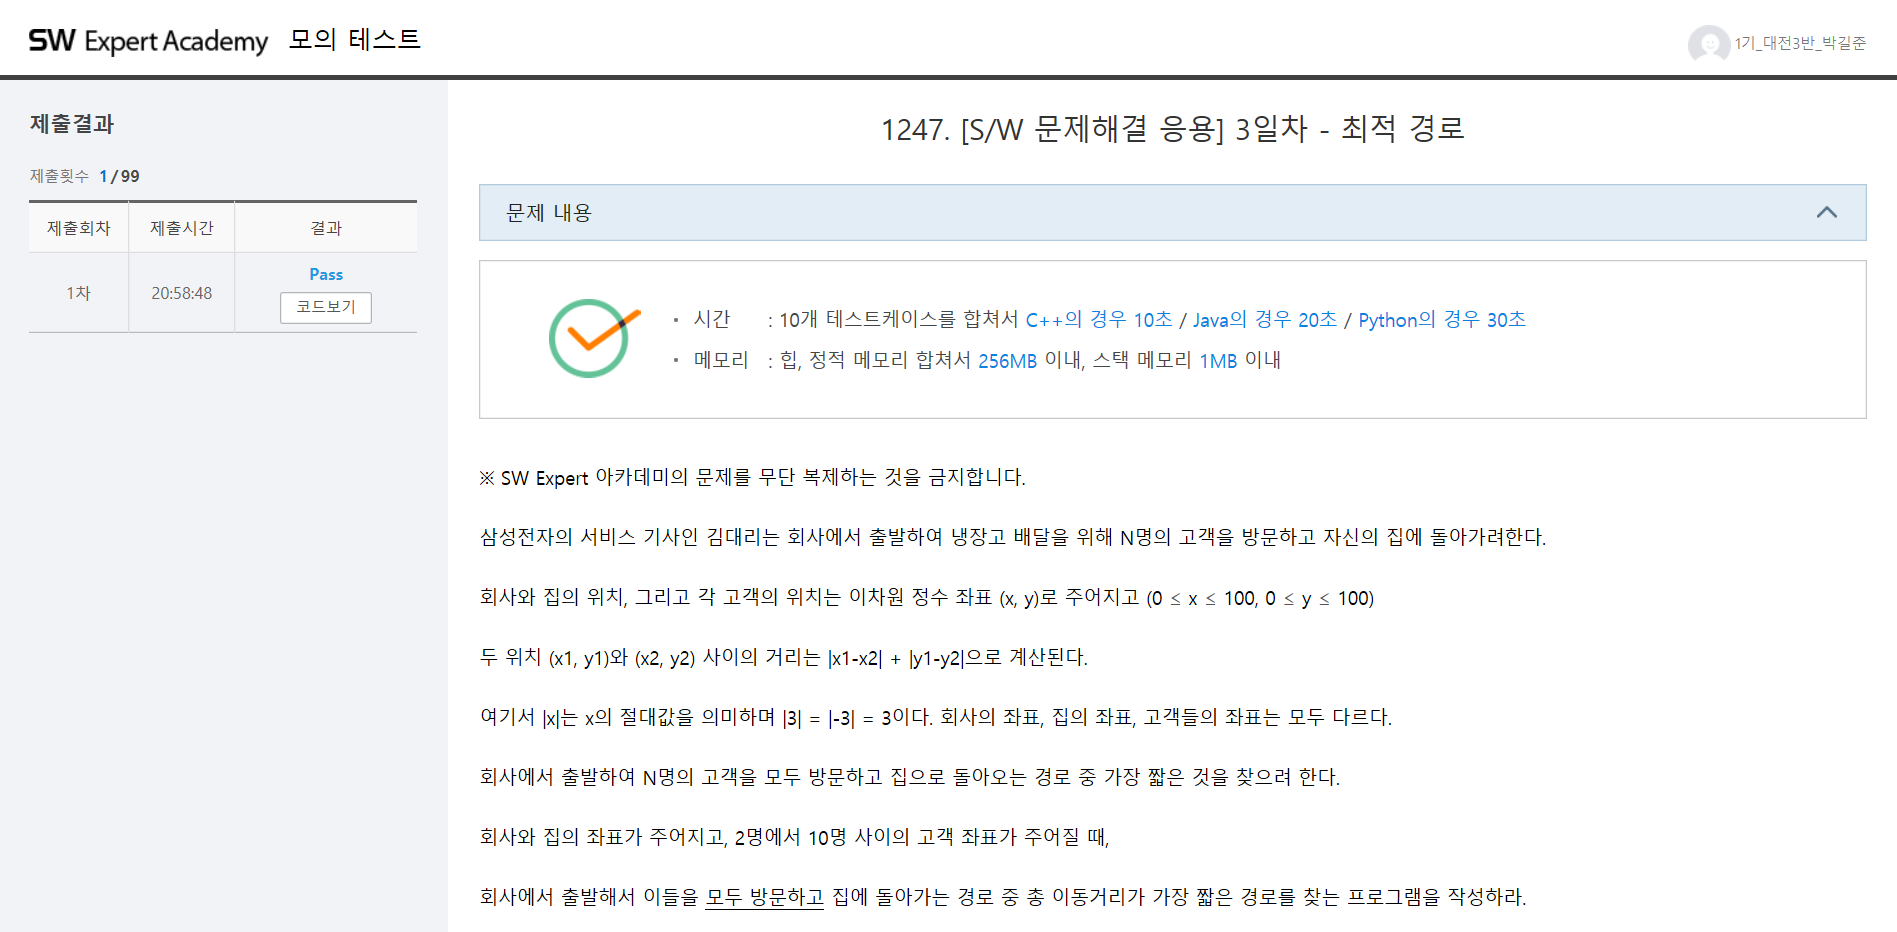 SW Expert Academy 모의 테스트
1기_대전3반_박길준
제출결과
제출횟수 1 / 99
제출회차 제출시간 결과
1차 20:58:48 Pass
코드보기
1247. [S/W 문제해결 응용] 3일차 - 최적 경로
문제 내용
시간 : 10개 테스트케이스를 합쳐서 C++의 경우 10초 / Java의 경우 20초 / Python의 경우 30초
메모리 : 힙, 정적 메모리 합쳐서 256MB 이내, 스택 메모리 1MB 이내
※ SW Expert 아카데미의 문제를 무단 복제하는 것을 금지합니다.
삼성전자의 서비스 기사인 김대리는 회사에서 출발하여 냉장고 배달을 위해 N명의 고객을 방문하고 자신의 집에 돌아가려한다.
회사와 집의 위치, 그리고 각 고객의 위치는 이차원 정수 좌표 (x, y)로 주어지고 (0 ≤ x ≤ 100, 0 ≤ y ≤ 100)
두 위치 (x1, y1)와 (x2, y2) 사이의 거리는 |x1-x2| + |y1-y2|으로 계산된다.
여기서 |x|는 x의 절대값을 의미하며 |3| = |-3| = 3이다. 회사의 좌표, 집의 좌표, 고객들의 좌표는 모두 다르다.
회사에서 출발하여 N명의 고객을 모두 방문하고 집으로 돌아오는 경로 중 가장 짧은 것을 찾으려 한다.
회사와 집의 좌표가 주어지고, 2명에서 10명 사이의 고객 좌표가 주어질 때,
회사에서 출발해서 이들을 모두 방문하고 집에 돌아가는 경로 중 총 이동거리가 가장 짧은 경로를 찾는 프로그램을 작성하라.